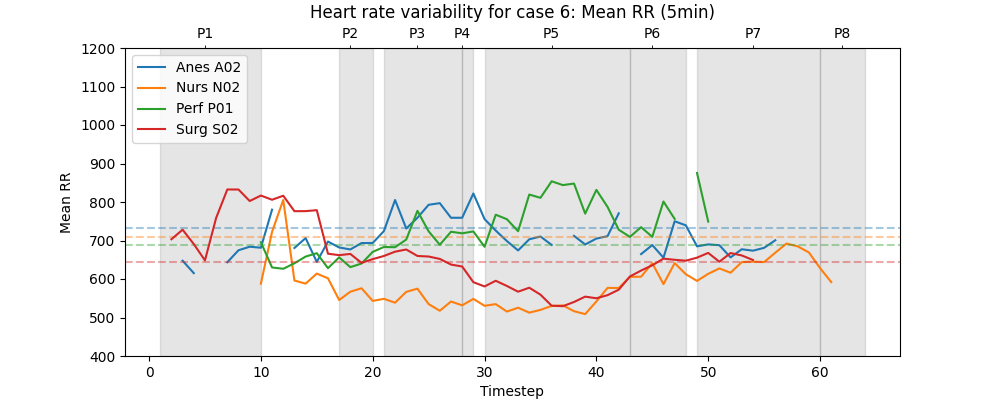 Heart rate variability for case 6: Mean RR (5min)
P1 P2 P3 P4 P5 P6 P7 P8
1200
1100
1000
900
800
700
600
500
400
Mean RR
Anes A02
Nurs N02
Perf P01
Surg S02
0 10 20 30 40 50 60
Timestep